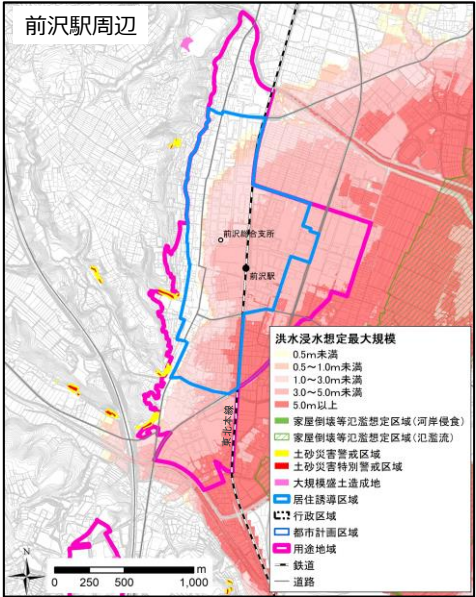 前沢駅周辺
前沢総合支所
前沢駅
東北本線
洪水浸水想定最大規模
0.5m未満
0.5～1.0m未満
1.0～3.0m未満
3.0～5.0m未満
5.0m以上
家屋倒壊等氾濫想定区域(河岸侵食)
家屋倒壊等氾濫想定区域(氾濫流)
土砂災害警戒区域
土砂災害特別警戒区域
大規模盛土造成地
居住誘導区域
行政区域
都市計画区域
用途地域
鉄道
道路
N
m
0 250 500 1,000